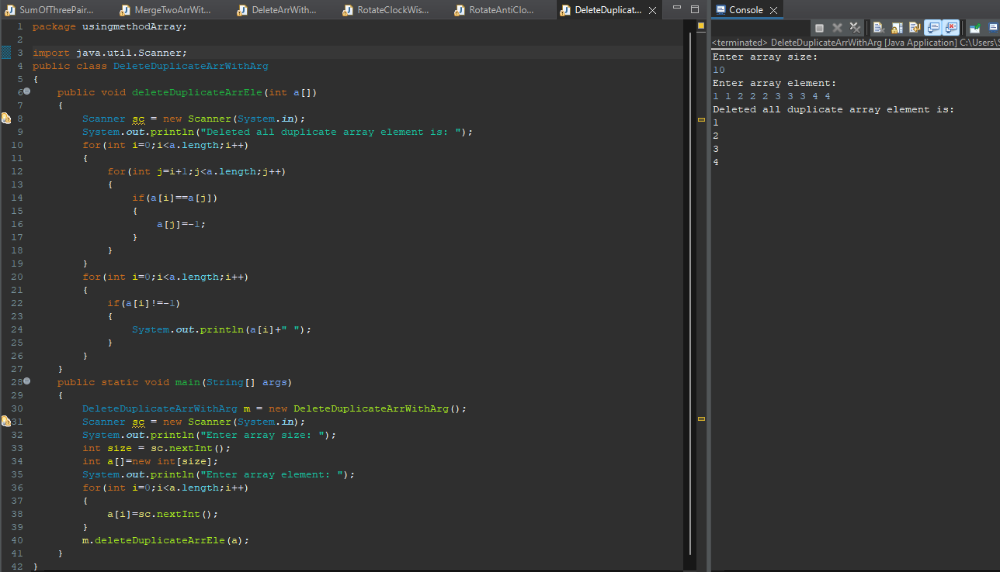 SumOfThreePair... MergeTwoArrWit... DeleteArrWith... RotateClockWis... RotateAntiClo... DeleteDuplicat...
1 package usingmethodArray;
2
3 import java.util.Scanner;
4 public class DeleteDuplicateArrWithArg
5 {
6 public void deleteDuplicateArrEle(int a[])
7 {
8 Scanner sc = new Scanner(System.in);
9 System.out.println("Deleted all duplicate array element is: ");
10 for(int i=0;i<a.length;i++)
11 {
12 for(int j=i+1;j<a.length;j++)
13 {
14 if(a[i]==a[j])
15 {
16 a[j]=-1;
17 }
18 }
19 }
20 for(int i=0;i<a.length;i++)
21 {
22 if(a[i]!=-1)
23 {
24 System.out.println(a[i]+" ");
25 }
26 }
27 }
28 public static void main(String[] args)
29 {
30 DeleteDuplicateArrWithArg m = new DeleteDuplicateArrWithArg();
31 Scanner sc = new Scanner(System.in);
32 System.out.println("Enter array size: ");
33 int size = sc.nextInt();
34 int a[]=new int[size];
35 System.out.println("Enter array element: ");
36 for(int i=0;i<a.length;i++)
37 {
38 a[i]=sc.nextInt();
39 }
40 m.deleteDuplicateArrEle(a);
41 }
42 }
Console
<terminated> DeleteDuplicateArrWithArg [Java Application] C:\Users\S
Enter array size:
10
Enter array element:
1 1 2 2 2 3 3 3 4 4
Deleted all duplicate array element is:
1
2
3
4